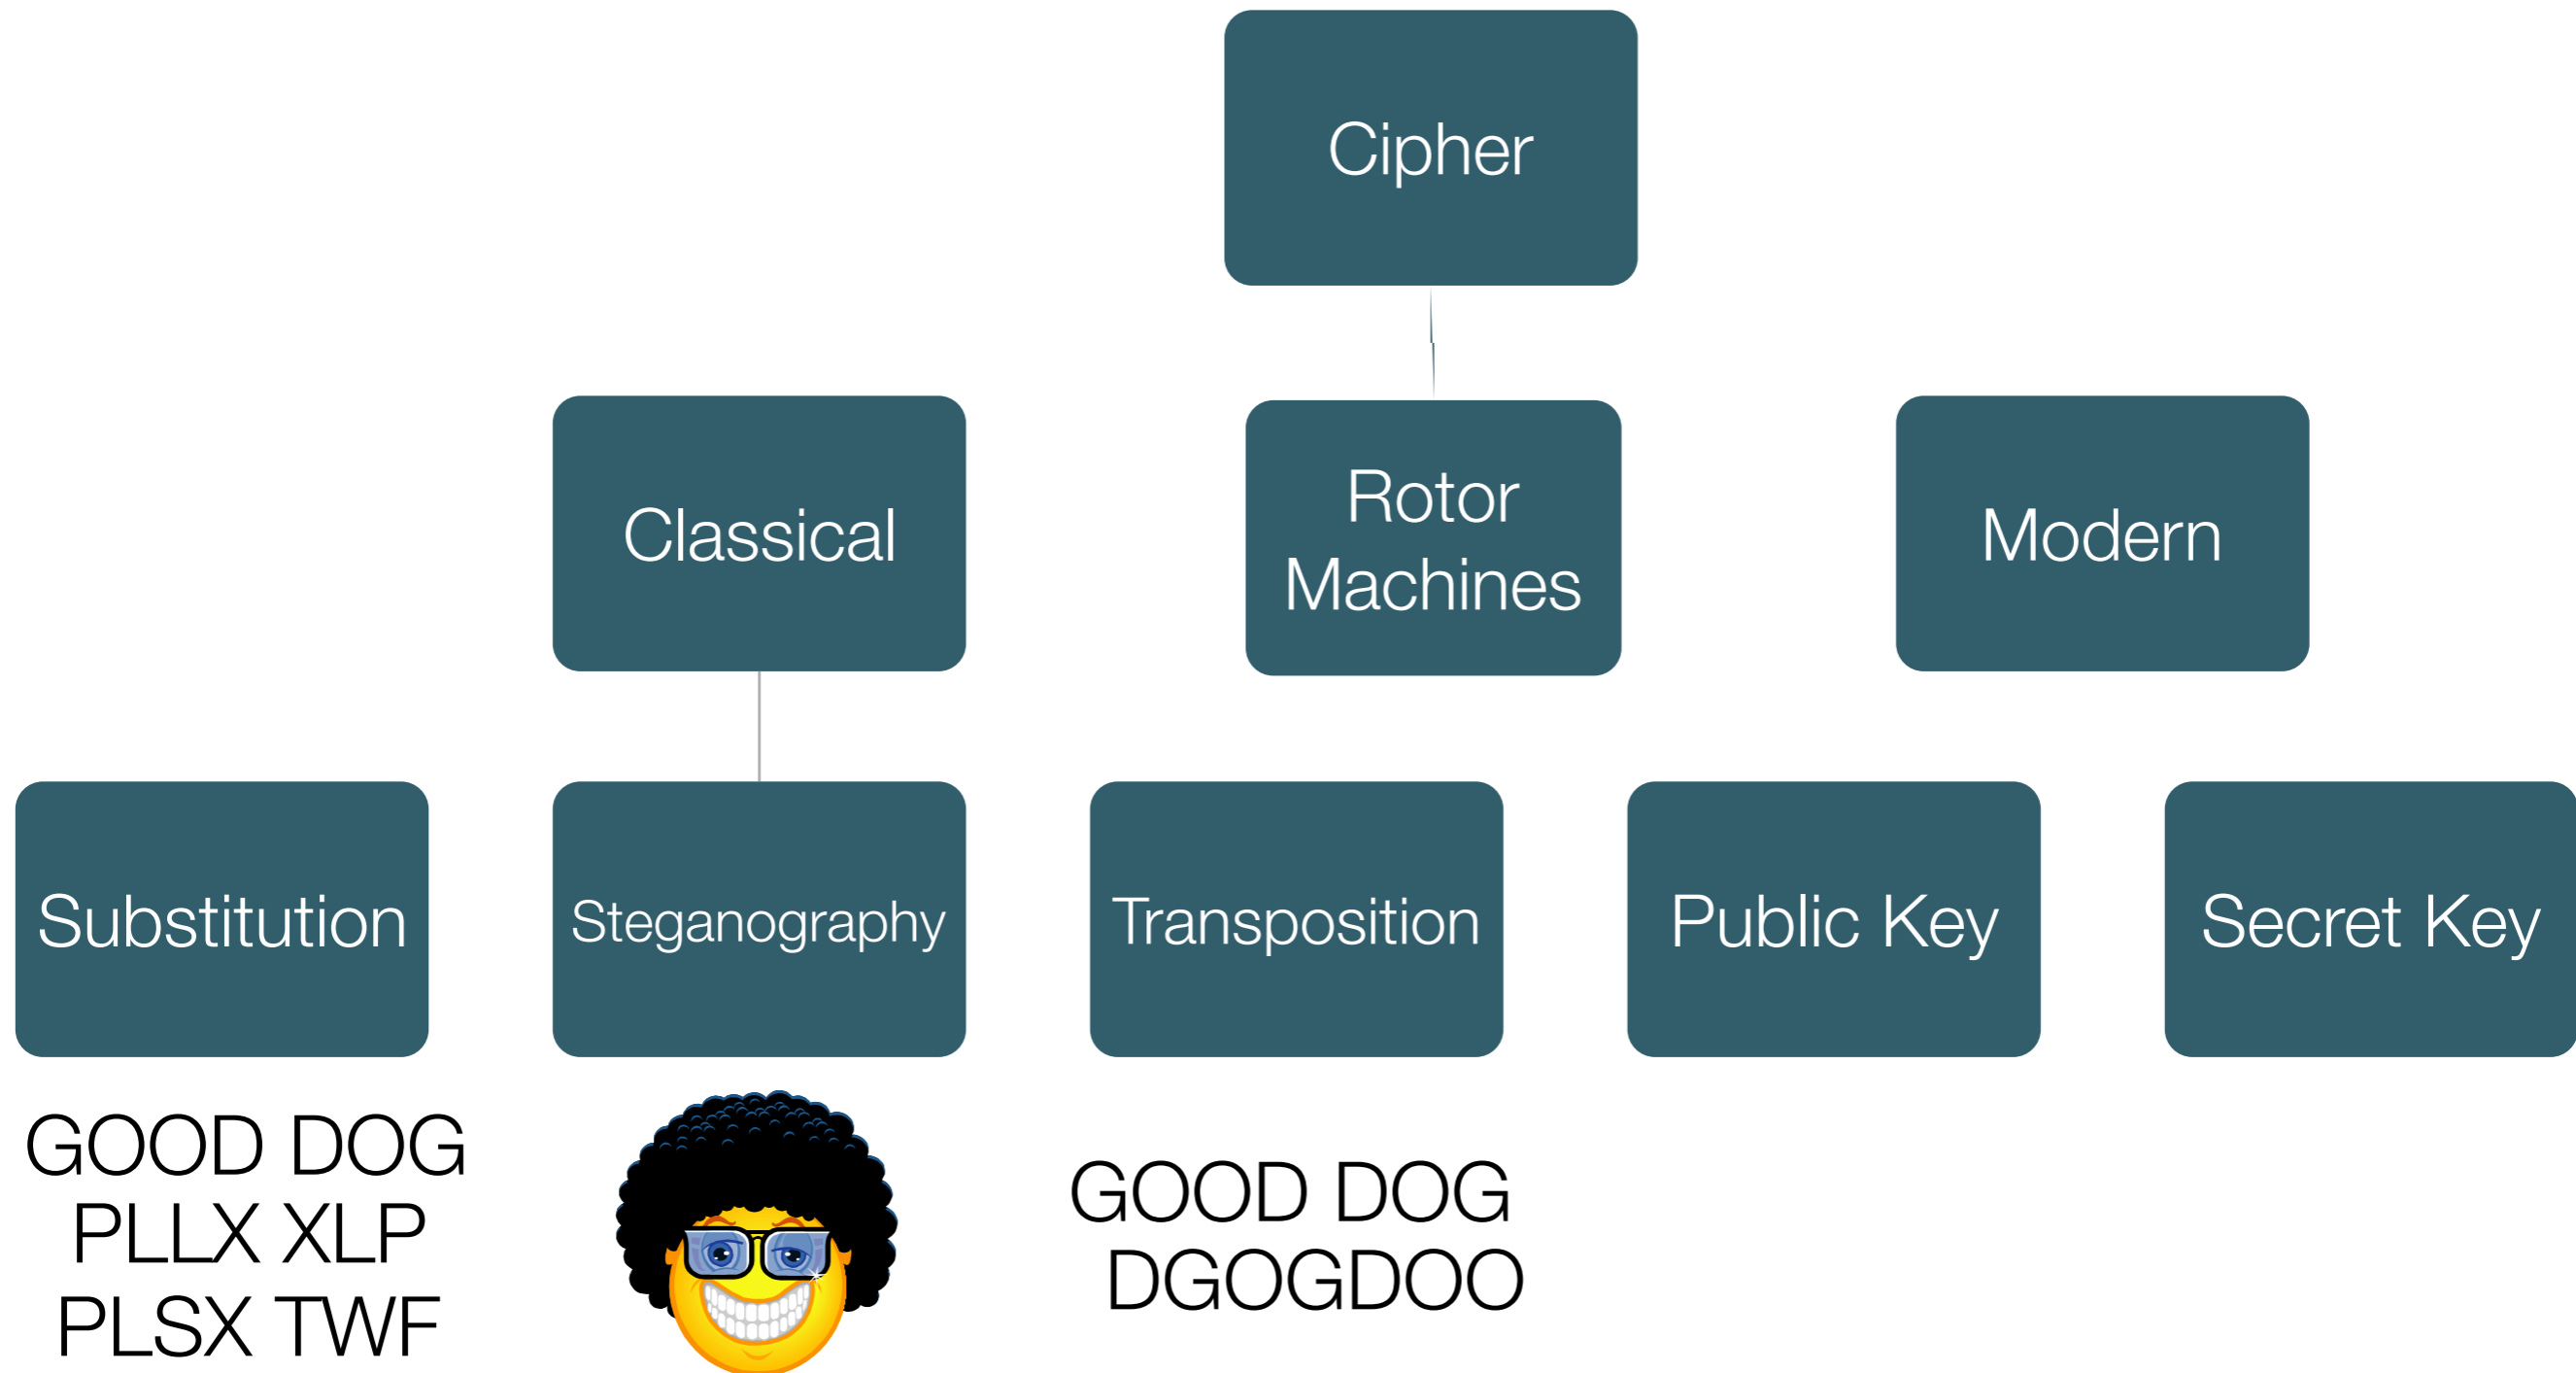 Cipher
Classical
Rotor
Machines
Modern
Substitution
Steganography
Transposition
Public Key
Secret Key
GOOD DOG
PLLX XLP
PLSX TWF
GOOD DOG
DGOGDOO